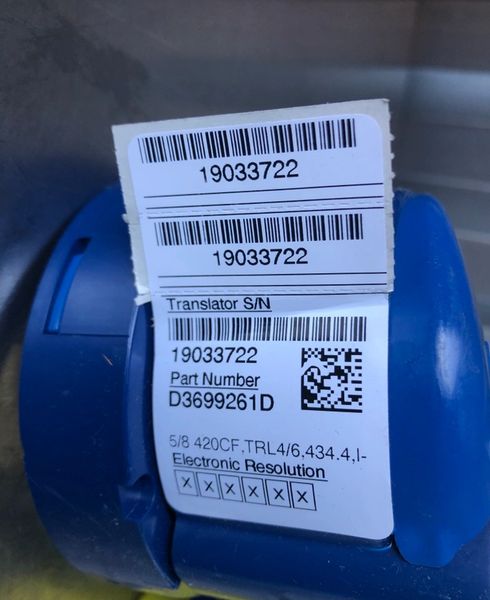 19033722
19033722
Translator S/N
19033722
Part Number
D3699261D
5/8 420CF,TRL4/6,434.4,I-
Electronic Resolution
X X X X X X